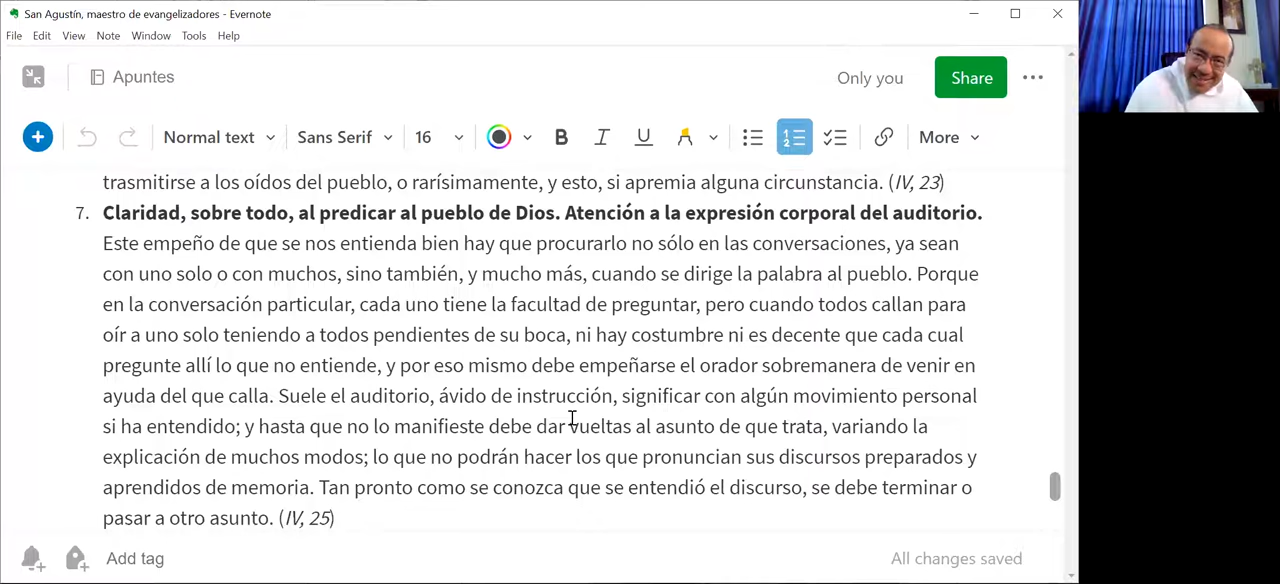 San Agustín, maestro de evangelizadores - Evernote
File Edit View Note Window Tools Help
Apuntes Only you Share
Normal text Sans Serif 16 B I U More
trasmitirse a los oídos del pueblo, o rarísimamente, y esto, si apremia alguna circunstancia. (IV, 23)
7. Claridad, sobre todo, al predicar al pueblo de Dios. Atención a la expresión corporal del auditorio.
Este empeño de que se nos entienda bien hay que procurarlo no sólo en las conversaciones, ya sean
con uno solo o con muchos, sino también, y mucho más, cuando se dirige la palabra al pueblo. Porque
en la conversación particular, cada uno tiene la facultad de preguntar, pero cuando todos callan para
oír a uno solo teniendo a todos pendientes de su boca, ni hay costumbre ni es decente que cada cual
pregunte allí lo que no entiende, y por eso mismo debe empeñarse el orador sobremanera de venir en
ayuda del que calla. Suele el auditorio, ávido de instrucción, significar con algún movimiento personal
si ha entendido; y hasta que no lo manifieste debe dar vueltas al asunto de que trata, variando la
explicación de muchos modos; lo que no podrán hacer los que pronuncian sus discursos preparados y
aprendidos de memoria. Tan pronto como se conozca que se entendió el discurso, se debe terminar o
pasar a otro asunto. (IV, 25)
Add tag All changes saved